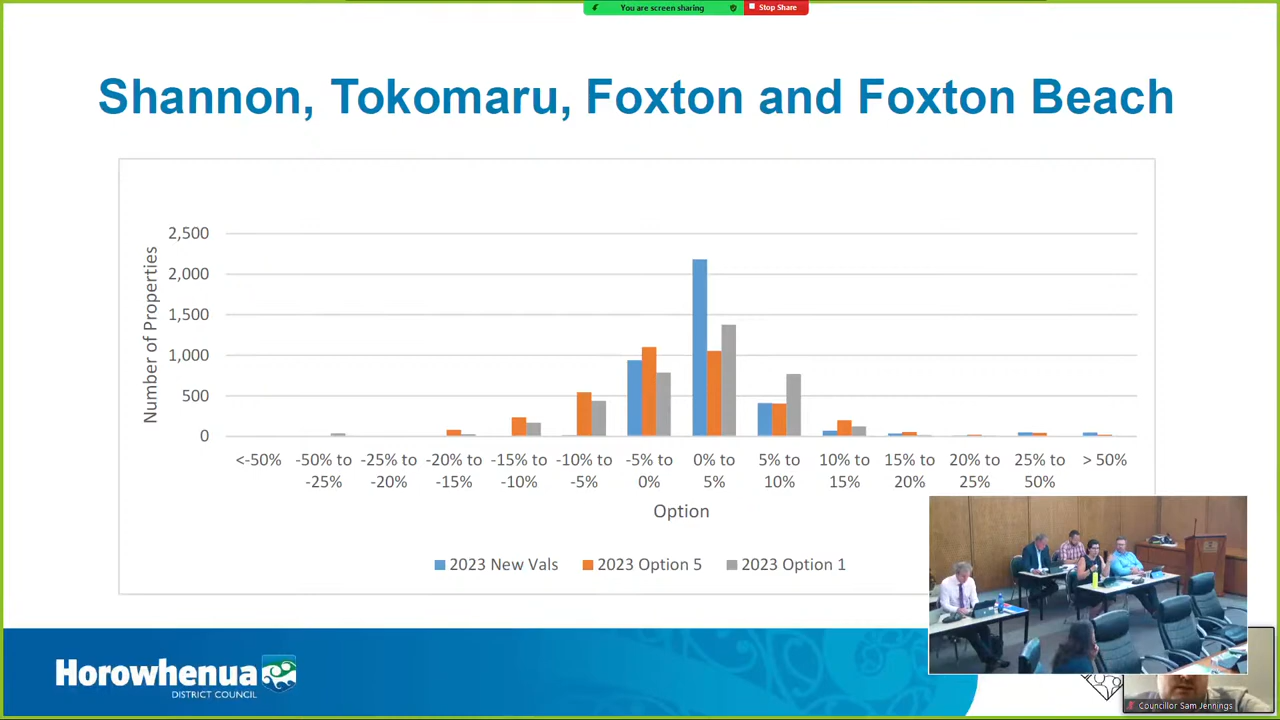 You are screen sharing
Stop Share
Shannon, Tokomaru, Foxton and Foxton Beach
Number of Properties
2,500
2,000
1,500
1,000
500
0
<-50%
-50% to -25%
-25% to -20%
-20% to -15%
-15% to -10%
-10% to -5%
-5% to 0%
0% to 5%
5% to 10%
10% to 15%
15% to 20%
20% to 25%
25% to 50%
> 50%
Option
2023 New Vals
2023 Option 5
2023 Option 1
Horowhenua
DISTRICT COUNCIL
Councillor Sam Jennings